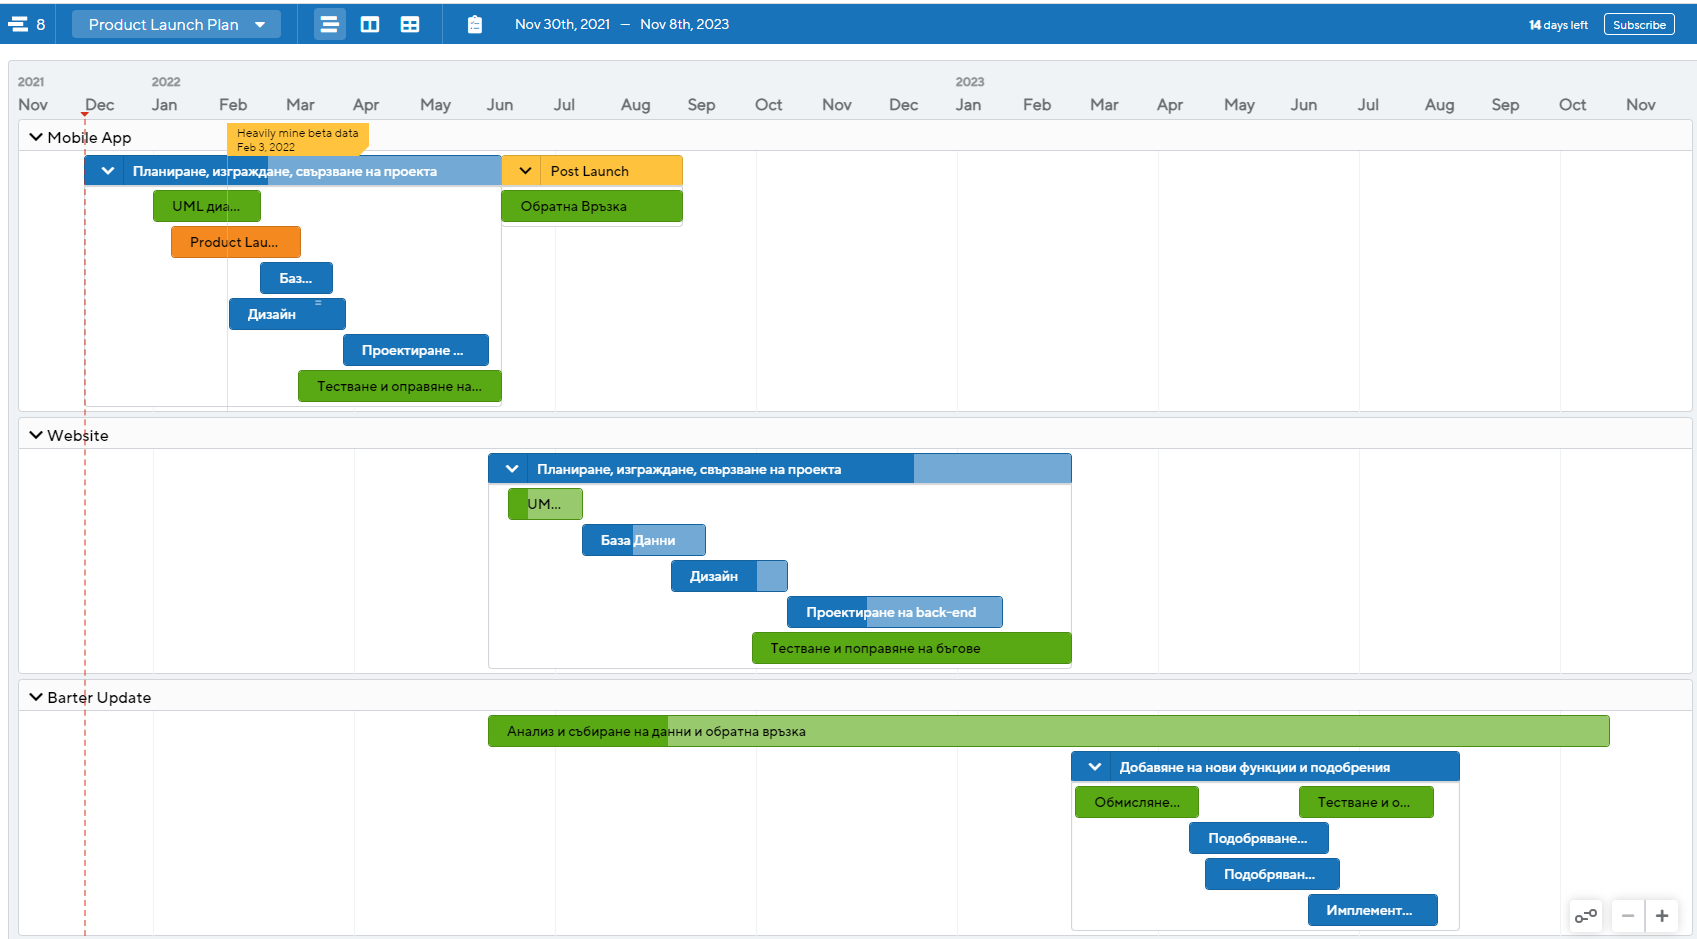 8
Product Launch Plan
Nov 30th, 2021 — Nov 8th, 2023
14 days left
Subscribe
2021 2022 2023
Nov Dec Jan Feb Mar Apr May Jun Jul Aug Sep Oct Nov Dec Jan Feb Mar Apr May Jun Jul Aug Sep Oct Nov
Mobile App
Heavily mine beta data
Feb 3, 2022
Планиране, изграждане, свързване на проекта
Post Launch
UML диа...
Обратна Връзка
Product Lau...
Баз...
Дизайн
Проектиране ...
Тестване и оправяне на...
Website
Планиране, изграждане, свързване на проекта
UM...
База Данни
Дизайн
Проектиране на back-end
Тестване и поправяне на бъгове
Barter Update
Анализ и събиране на данни и обратна връзка
Добавяне на нови функции и подобрения
Обмисляне...
Тестване и о...
Подобряване...
Подобряван...
Имплемент...